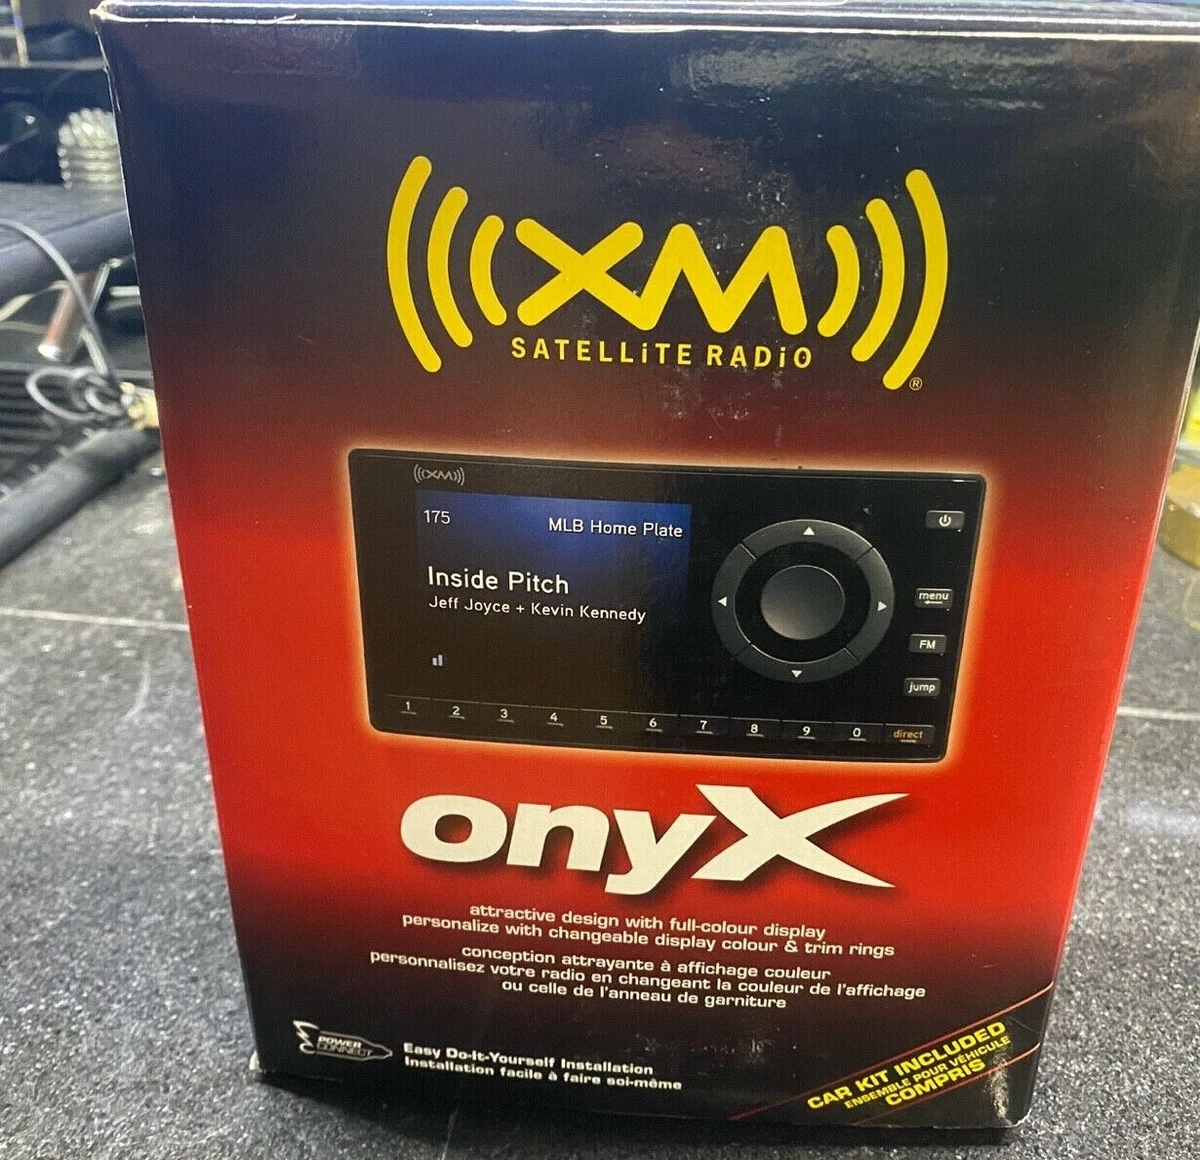 XM
SATELLiTE RADiO
®
XM
175
MLB Home Plate
Inside Pitch
Jeff Joyce + Kevin Kennedy
menu
FM
jump
1 2 3 4 5 6 7 8 9 0 direct
onyX
attractive design with full-colour display
personalize with changeable display colour & trim rings
conception attrayante à affichage couleur
personnalisez votre radio en changeant la couleur de l'affichage
ou celle de l'anneau de garniture
POWER
CONNECT
Easy Do-It-Yourself Installation
Installation facile à faire soi-même
CAR KIT INCLUDED
ENSEMBLE POUR VÉHICULE
COMPRIS